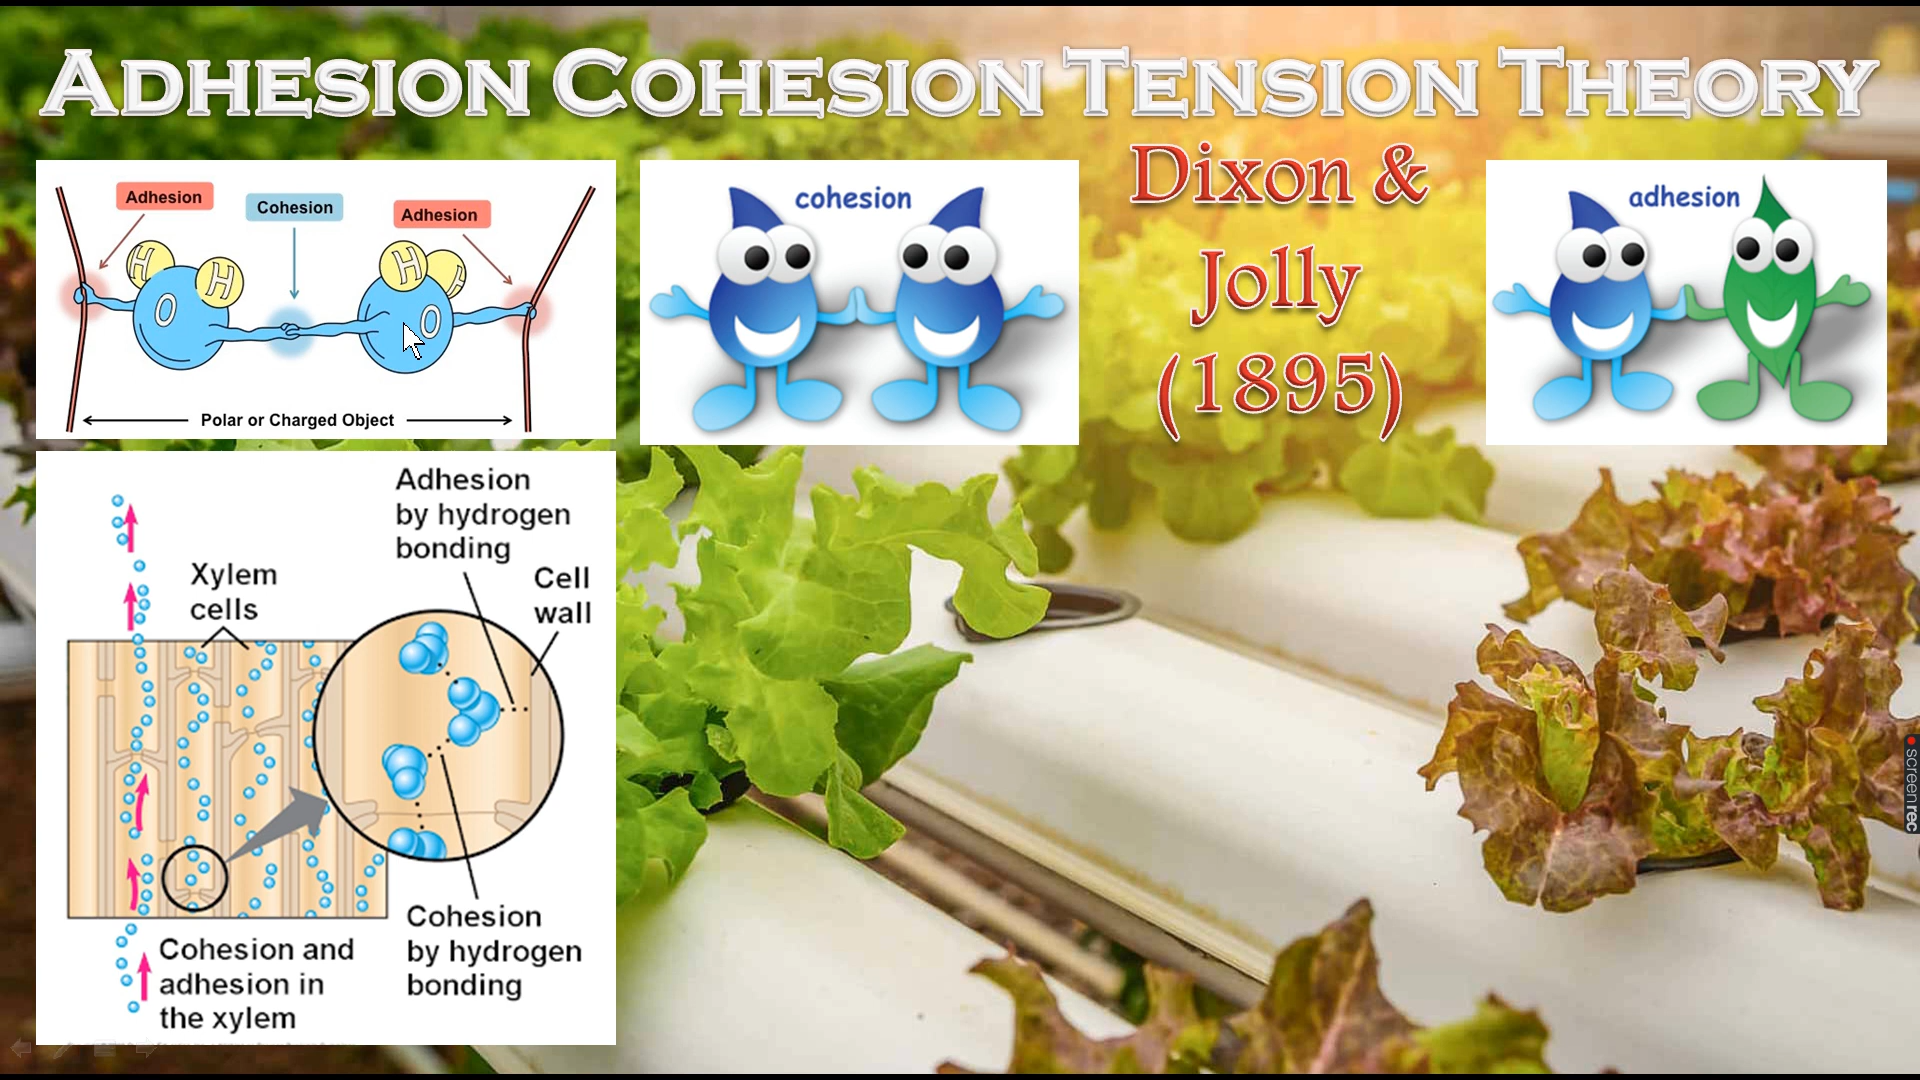 ADHESION COHESION TENSION THEORY
Adhesion
Cohesion
Adhesion
H
H
O
H
H
O
Polar or Charged Object
cohesion
Dixon &
Jolly
(1895)
adhesion
Adhesion
by hydrogen
bonding
Xylem
cells
Cell
wall
Cohesion and
adhesion in
the xylem
Cohesion
by hydrogen
bonding
screenrec